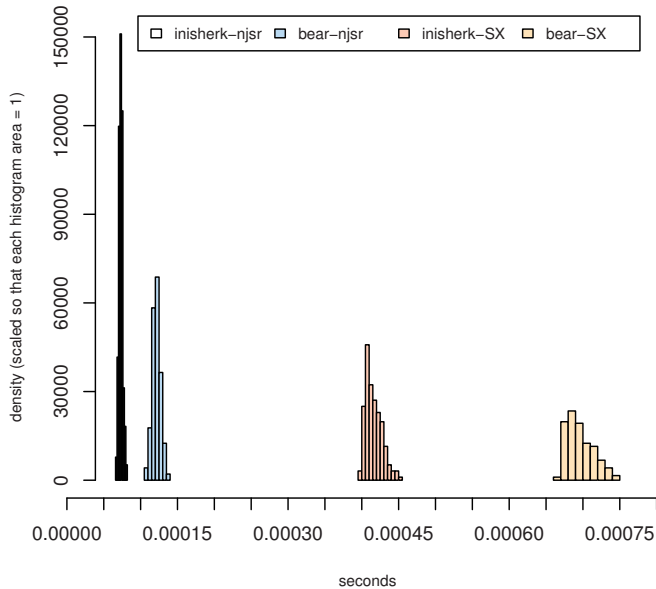 inisherk−njsr bear−njsr inisherk−SX bear−SX
density (scaled so that each histogram area = 1)
150000
120000
90000
60000
30000
0
0.00000 0.00015 0.00030 0.00045 0.00060 0.00075
seconds